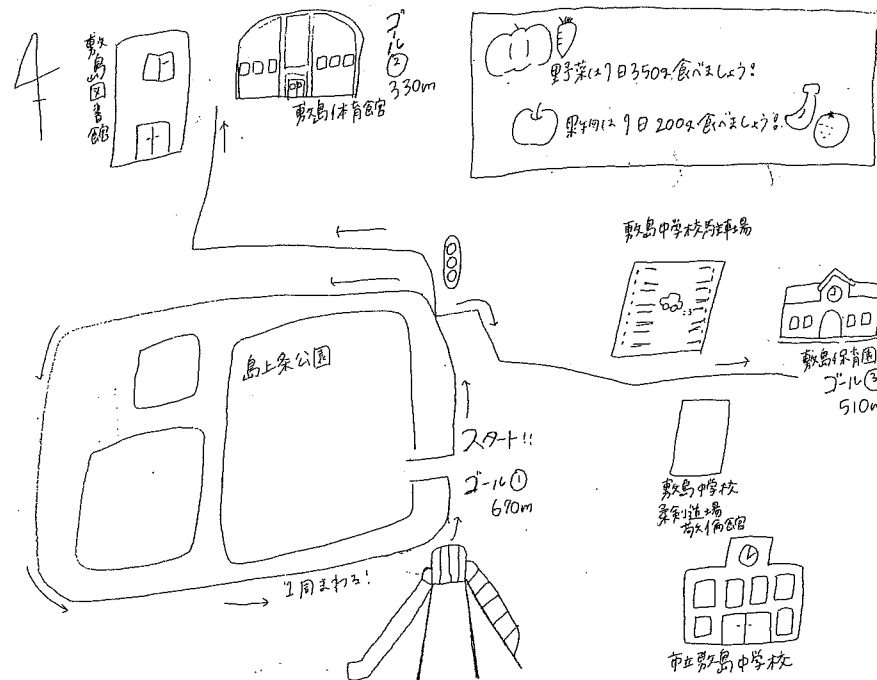 敷島図書館
ゴール②
330m
敷島体育館
野菜は1日350g食べましょう!
果物は1日200g食べましょう!
敷島中学校駐車場
敷島保育園
ゴール③
510m
島上条公園
スタート!!
ゴール①
670m
敷島中学校
柔剣道場
1周まわる!
市立敷島中学校